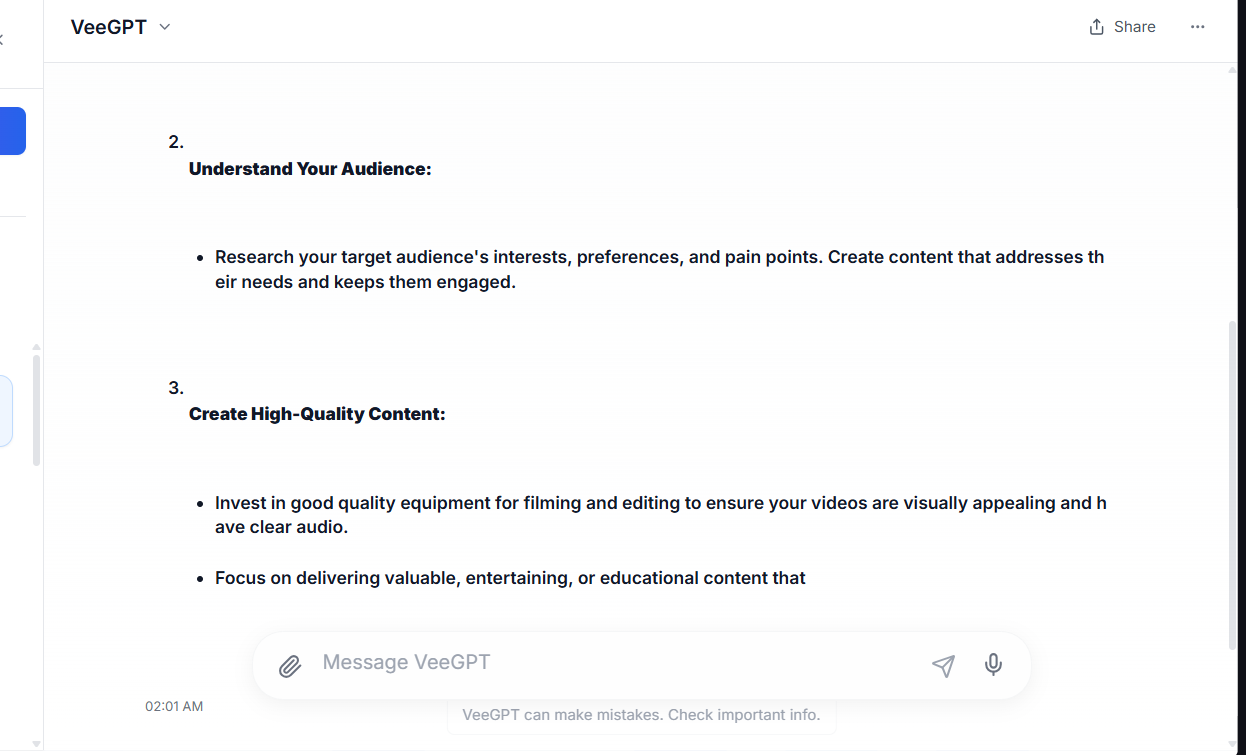 VeeGPT
Share
2.
Understand Your Audience:
• Research your target audience's interests, preferences, and pain points. Create content that addresses th
eir needs and keeps them engaged.
3.
Create High-Quality Content:
• Invest in good quality equipment for filming and editing to ensure your videos are visually appealing and h
ave clear audio.
• Focus on delivering valuable, entertaining, or educational content that
Message VeeGPT
02:01 AM
VeeGPT can make mistakes. Check important info.